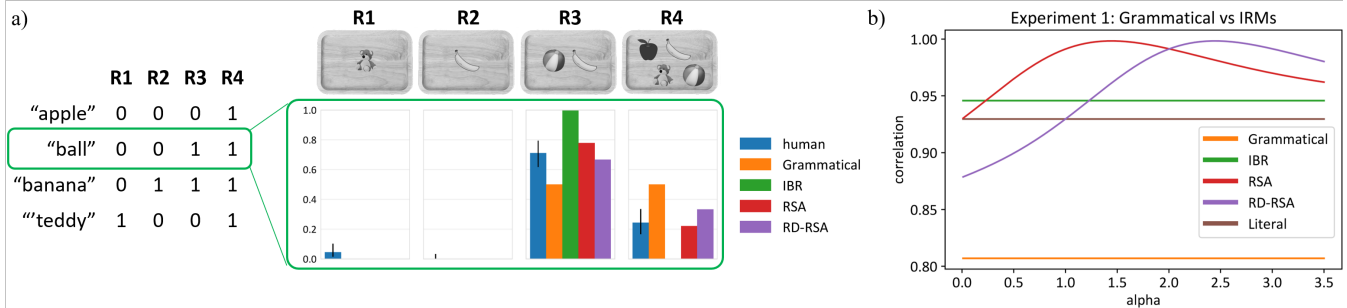 a)
R1 R2 R3 R4
“apple” 0 0 0 1
“ball” 0 0 1 1
“banana” 0 1 1 1
“’teddy” 1 0 0 1
R1 R2 R3 R4
1.0
0.8
0.6
0.4
0.2
0.0
human
Grammatical
IBR
RSA
RD-RSA
b)
Experiment 1: Grammatical vs IRMs
1.00
0.95
0.90
0.85
0.80
correlation
Grammatical
IBR
RSA
RD-RSA
Literal
0.0 0.5 1.0 1.5 2.0 2.5 3.0 3.5
alpha